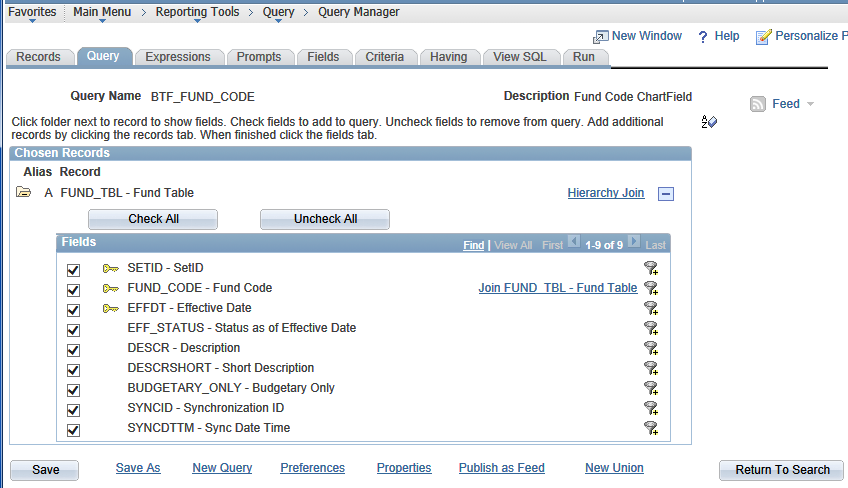 Favorites Main Menu > Reporting Tools > Query > Query Manager
New Window ? Help Personalize P
Records Query Expressions Prompts Fields Criteria Having View SQL Run
Query Name BTF_FUND_CODE Description Fund Code ChartField
Feed
Click folder next to record to show fields. Check fields to add to query. Uncheck fields to remove from query. Add additional
records by clicking the records tab. When finished click the fields tab.
A Z
Chosen Records
Alias Record
A FUND_TBL - Fund Table Hierarchy Join
Check All Uncheck All
Fields Find | View All First 1-9 of 9 Last
SETID - SetID
FUND_CODE - Fund Code Join FUND_TBL - Fund Table
EFFDT - Effective Date
EFF_STATUS - Status as of Effective Date
DESCR - Description
DESCRSHORT - Short Description
BUDGETARY_ONLY - Budgetary Only
SYNCID - Synchronization ID
SYNCDTTM - Sync Date Time
Save Save As New Query Preferences Properties Publish as Feed New Union Return To Search